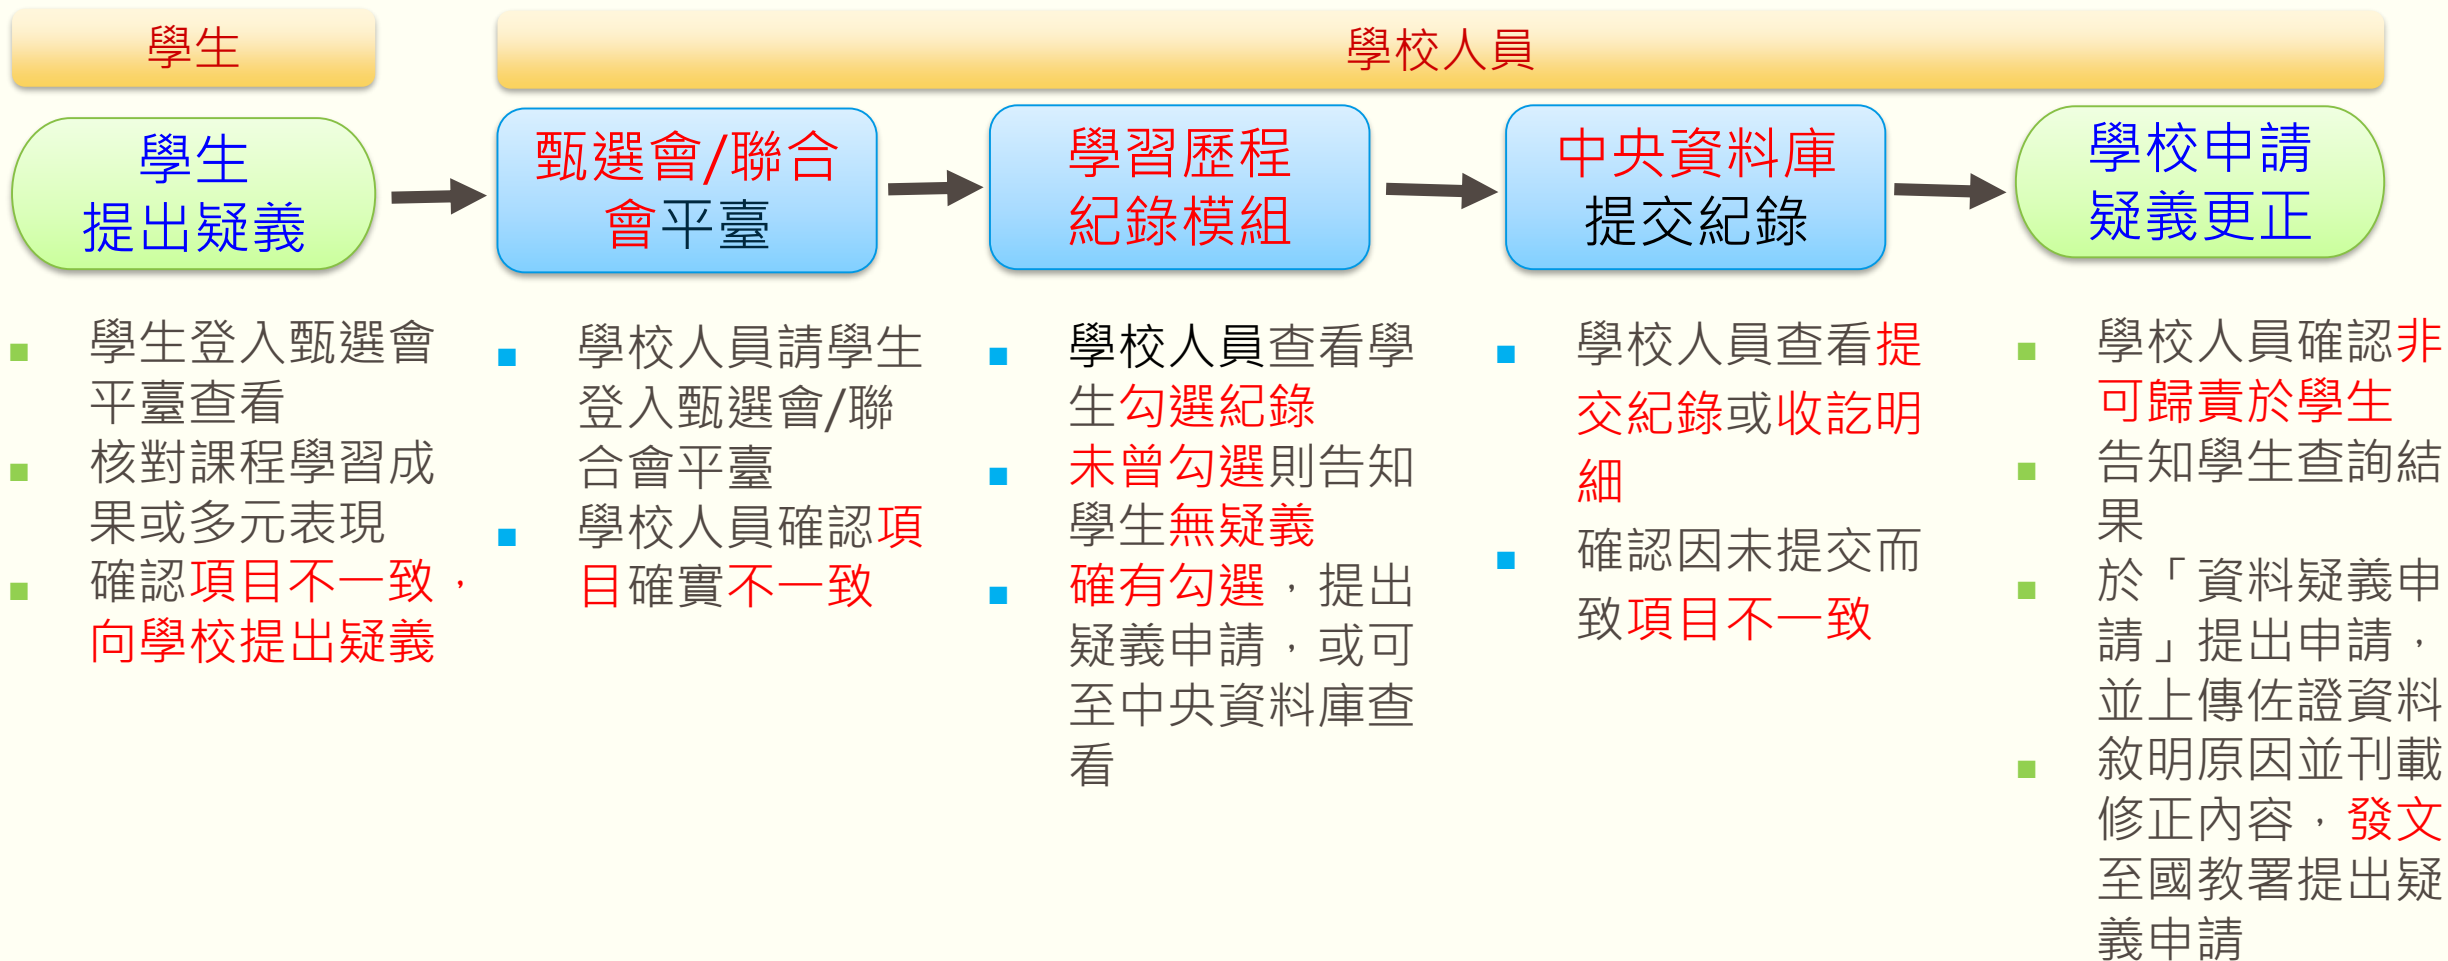 學生
學校人員
學生
提出疑義
甄選會/聯合
會平臺
學習歷程
紀錄模組
中央資料庫
提交紀錄
學校申請
疑義更正
學生登入甄選會
平臺查看
核對課程學習成
果或多元表現
確認項目不一致，
向學校提出疑義
學校人員請學生
登入甄選會/聯
合會平臺
學校人員確認項
目確實不一致
學校人員查看學
生勾選紀錄
未曾勾選則告知
學生無疑義
確有勾選，提出
疑義申請，或可
至中央資料庫查
看
學校人員查看提
交紀錄或收訖明
細
確認因未提交而
致項目不一致
學校人員確認非
可歸責於學生
告知學生查詢結
果
於「資料疑義申
請」提出申請，
並上傳佐證資料
敘明原因並刊載
修正內容，發文
至國教署提出疑
義申請